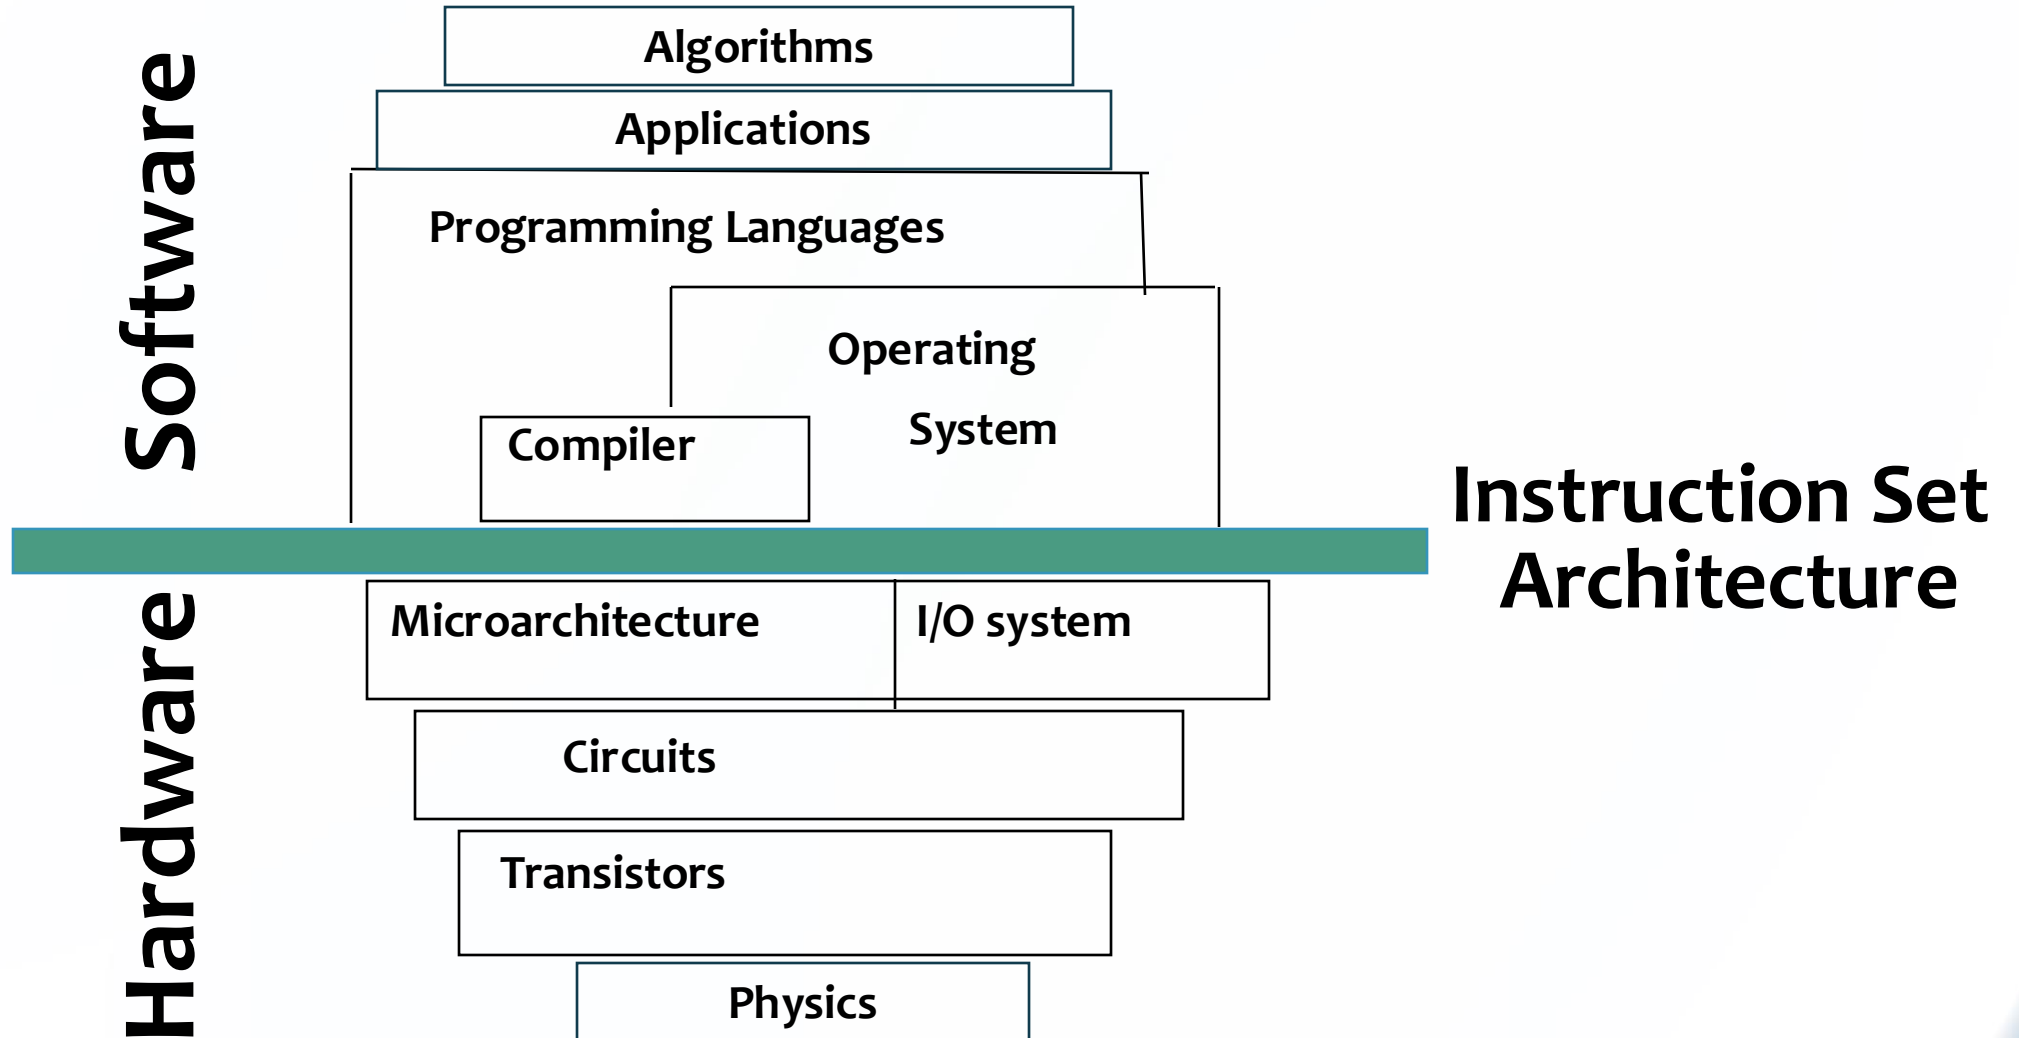 Software
Algorithms
Applications
Programming Languages
Operating
System
Compiler
Instruction Set
Architecture
Hardware
Microarchitecture
I/O system
Circuits
Transistors
Physics